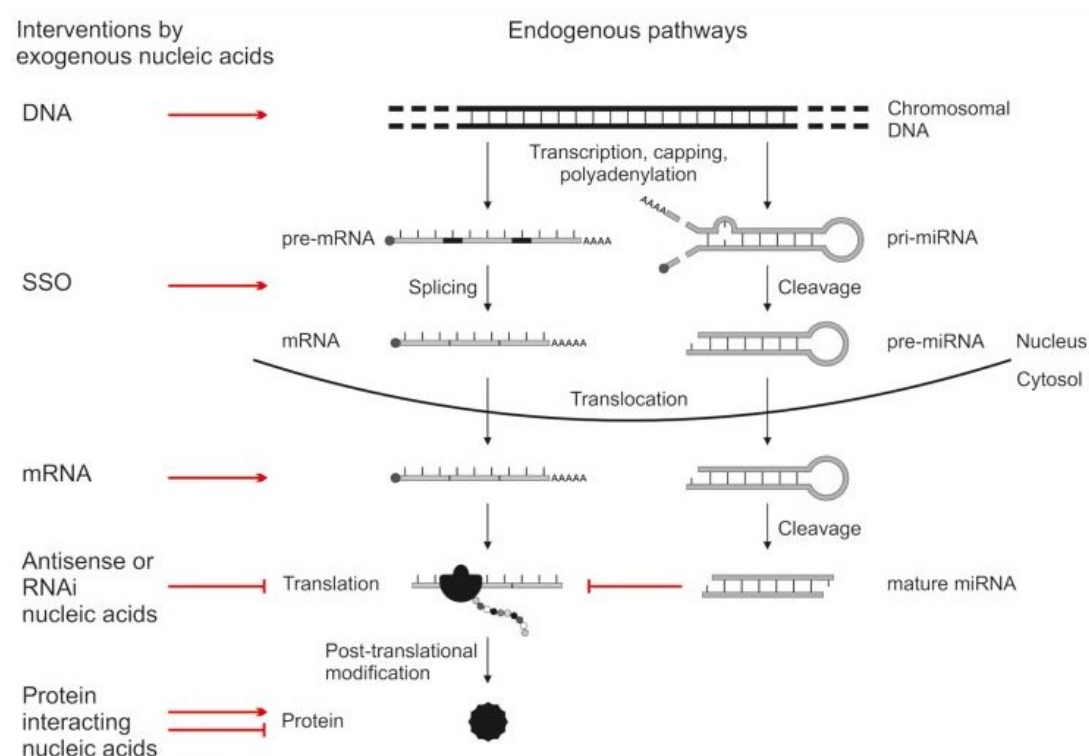 Interventions by
exogenous nucleic acids
Endogenous pathways
DNA
Chromosomal
DNA
Transcription, capping,
polyadenylation
AAAA
pre-mRNA
AAAA
pri-miRNA
SSO
Splicing
Cleavage
mRNA
AAAAA
pre-miRNA
Nucleus
Cytosol
Translocation
mRNA
AAAAA
Cleavage
Antisense or
RNAi
nucleic acids
Translation
mature miRNA
Post-translational
modification
Protein
interacting
nucleic acids
Protein